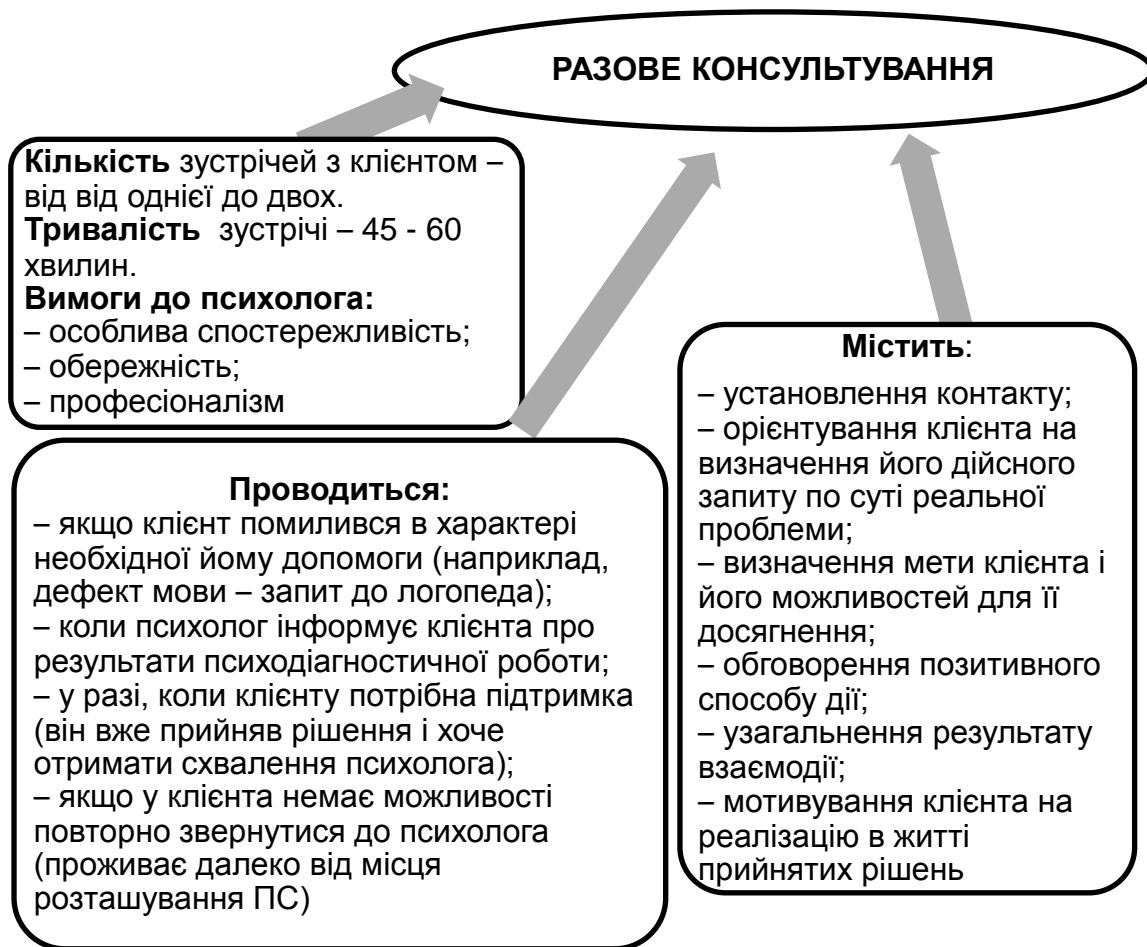 РАЗОВЕ КОНСУЛЬТУВАННЯ
Кількість зустрічей з клієнтом –
від від однієї до двох.
Тривалість зустрічі – 45 - 60
хвилин.
Вимоги до психолога:
– особлива спостережливість;
– обережність;
– професіоналізм
Проводиться:
– якщо клієнт помилився в характері
необхідної йому допомоги (наприклад,
дефект мови – запит до логопеда);
– коли психолог інформує клієнта про
результати психодіагностичної роботи;
– у разі, коли клієнту потрібна підтримка
(він вже прийняв рішення і хоче
отримати схвалення психолога);
– якщо у клієнта немає можливості
повторно звернутися до психолога
(проживає далеко від місця
розташування ПС)
Містить:
– установлення контакту;
– орієнтування клієнта на
визначення його дійсного
запиту по суті реальної
проблеми;
– визначення мети клієнта і
його можливостей для її
досягнення;
– обговорення позитивного
способу дії;
– узагальнення результату
взаємодії;
– мотивування клієнта на
реалізацію в житті
прийнятих рішень